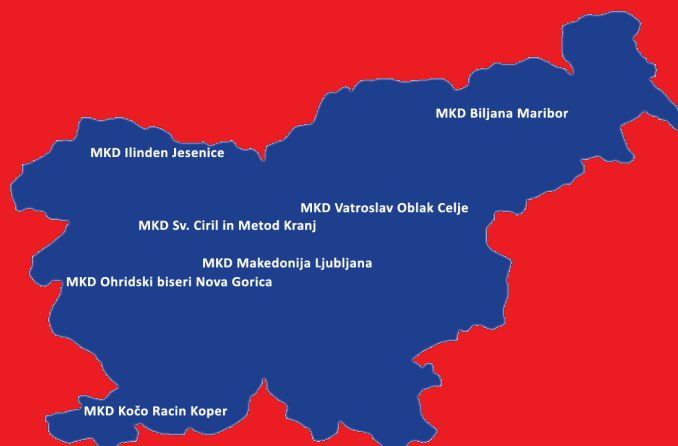 MKD Biljana Maribor
MKD Ilinden Jesenice
MKD Vatroslav Oblak Celje
MKD Sv. Ciril in Metod Kranj
MKD Makedonija Ljubljana
MKD Ohridski biseri Nova Gorica
MKD Kočo Racin Koper